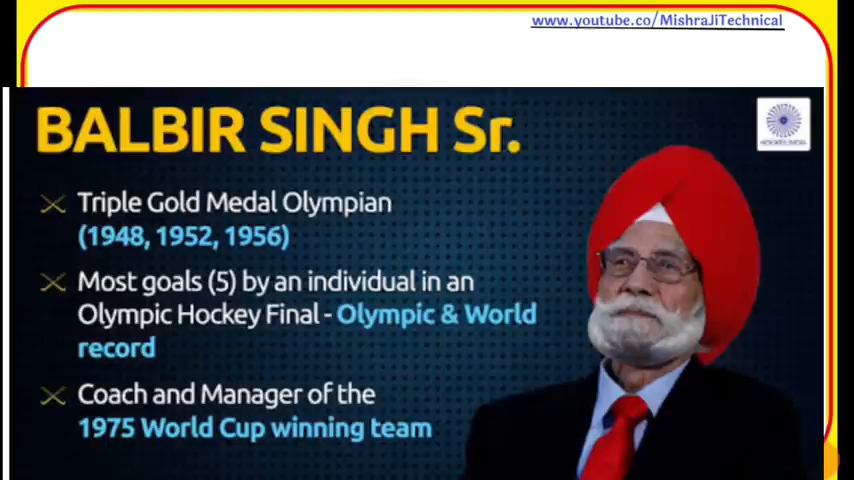 www.youtube.co/MishraJiTechnical
BALBIR SINGH Sr.
HOCKEY INDIA
Triple Gold Medal Olympian
(1948, 1952, 1956)
Most goals (5) by an individual in an
Olympic Hockey Final - Olympic & World
record
Coach and Manager of the
1975 World Cup winning team